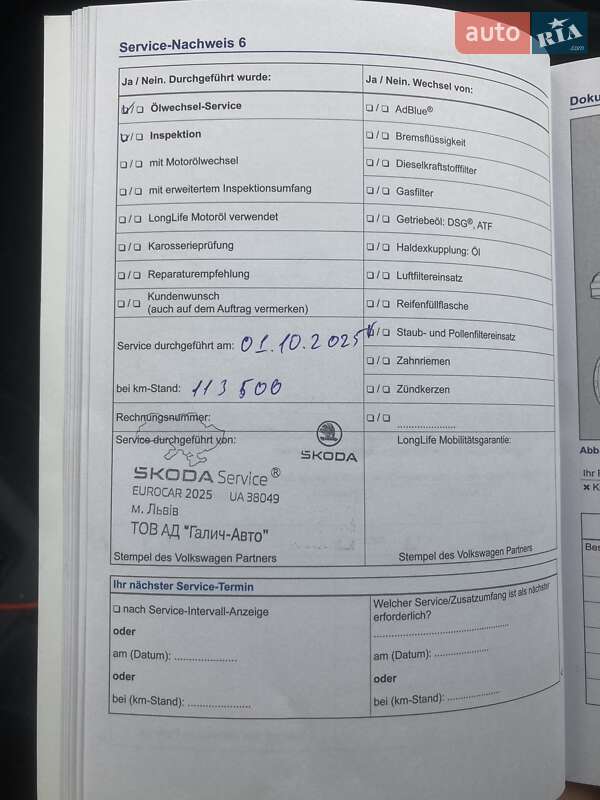 auto RIA.com
Service-Nachweis 6
Ja / Nein. Durchgeführt wurde:
Ja / Nein. Wechsel von:
❏ / ❏ Ölwechsel-Service
❏ / ❏ AdBlue®
❏ / ❏ Inspektion
❏ / ❏ Bremsflüssigkeit
❏ / ❏ mit Motorölwechsel
❏ / ❏ Dieselkraftstofffilter
❏ / ❏ mit erweitertem Inspektionsumfang
❏ / ❏ Gasfilter
❏ / ❏ LongLife Motoröl verwendet
❏ / ❏ Getriebeöl: DSG®, ATF
❏ / ❏ Karosserieprüfung
❏ / ❏ Haldexkupplung: Öl
❏ / ❏ Reparaturempfehlung
❏ / ❏ Luftfiltereinsatz
❏ / ❏ Kundenwunsch
(auch auf dem Auftrag vermerken)
❏ / ❏ Reifenfüllflasche
Service durchgeführt am: 01.10.2025
❏ / ❏ Staub- und Pollenfiltereinsatz
❏ / ❏ Zahnriemen
bei km-Stand: 113 500
❏ / ❏ Zündkerzen
Rechnungsnummer:
❏ / ❏ ......................
Service durchgeführt von:
LongLife Mobilitätsgarantie:
SKODA
SKODA Service®
EUROCAR 2025 UA 38049
м. Львів
ТОВ АД "Галич-Авто"
Stempel des Volkswagen Partners
Stempel des Volkswagen Partners
Ihr nächster Service-Termin
❏ nach Service-Intervall-Anzeige
oder
am (Datum): ......................
oder
bei (km-Stand): ......................
Welcher Service/Zusatzumfang ist als nächster
erforderlich?
................................................
am (Datum): ......................
oder
bei (km-Stand): ......................
Doku
Abb
Ihr
Bes